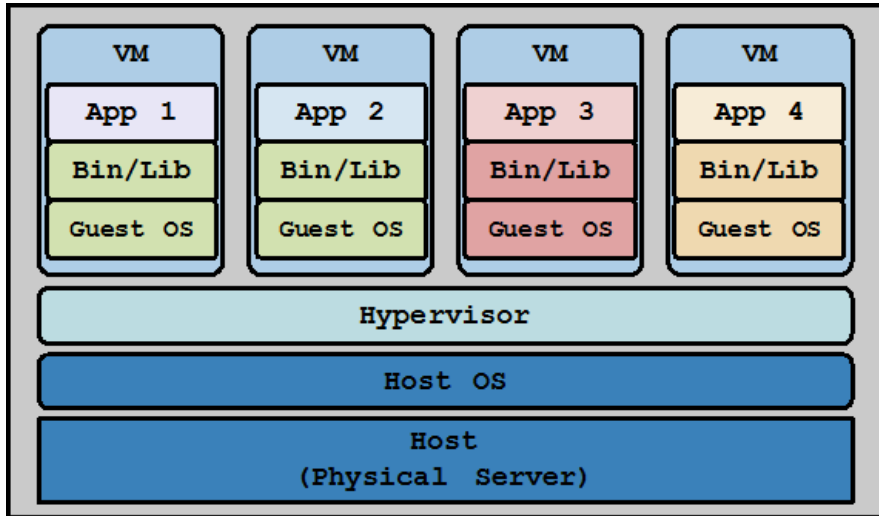 VM VM VM VM
App 1 App 2 App 3 App 4
Bin/Lib Bin/Lib Bin/Lib Bin/Lib
Guest OS Guest OS Guest OS Guest OS
Hypervisor
Host OS
Host
(Physical Server)